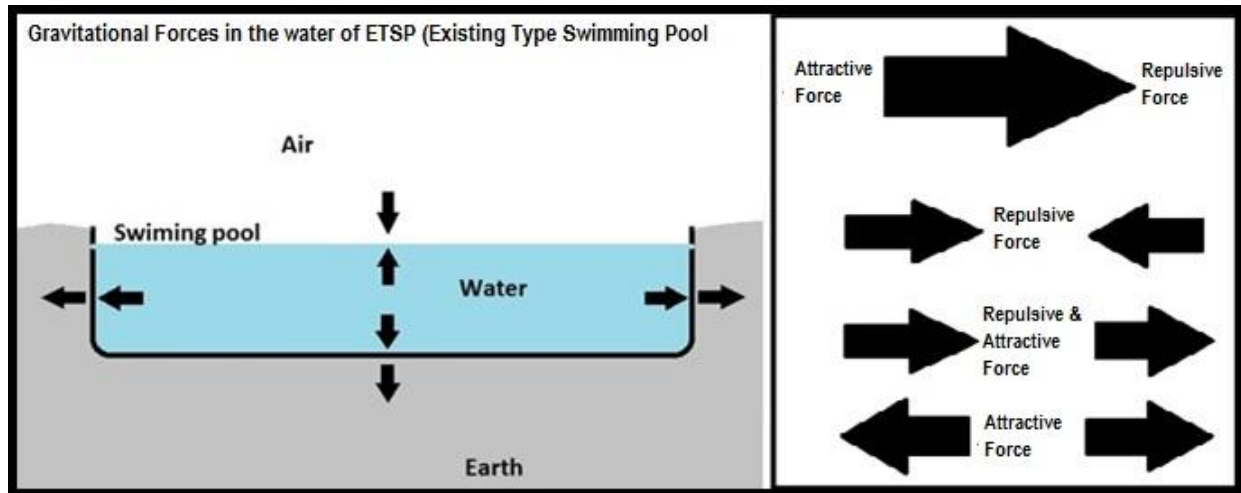 Gravitational Forces in the water of ETSP (Existing Type Swimming Pool
Air
Swiming pool
Water
Earth
Attractive
Force
Repulsive
Force
Repulsive
Force
Repulsive &
Attractive
Force
Attractive
Force